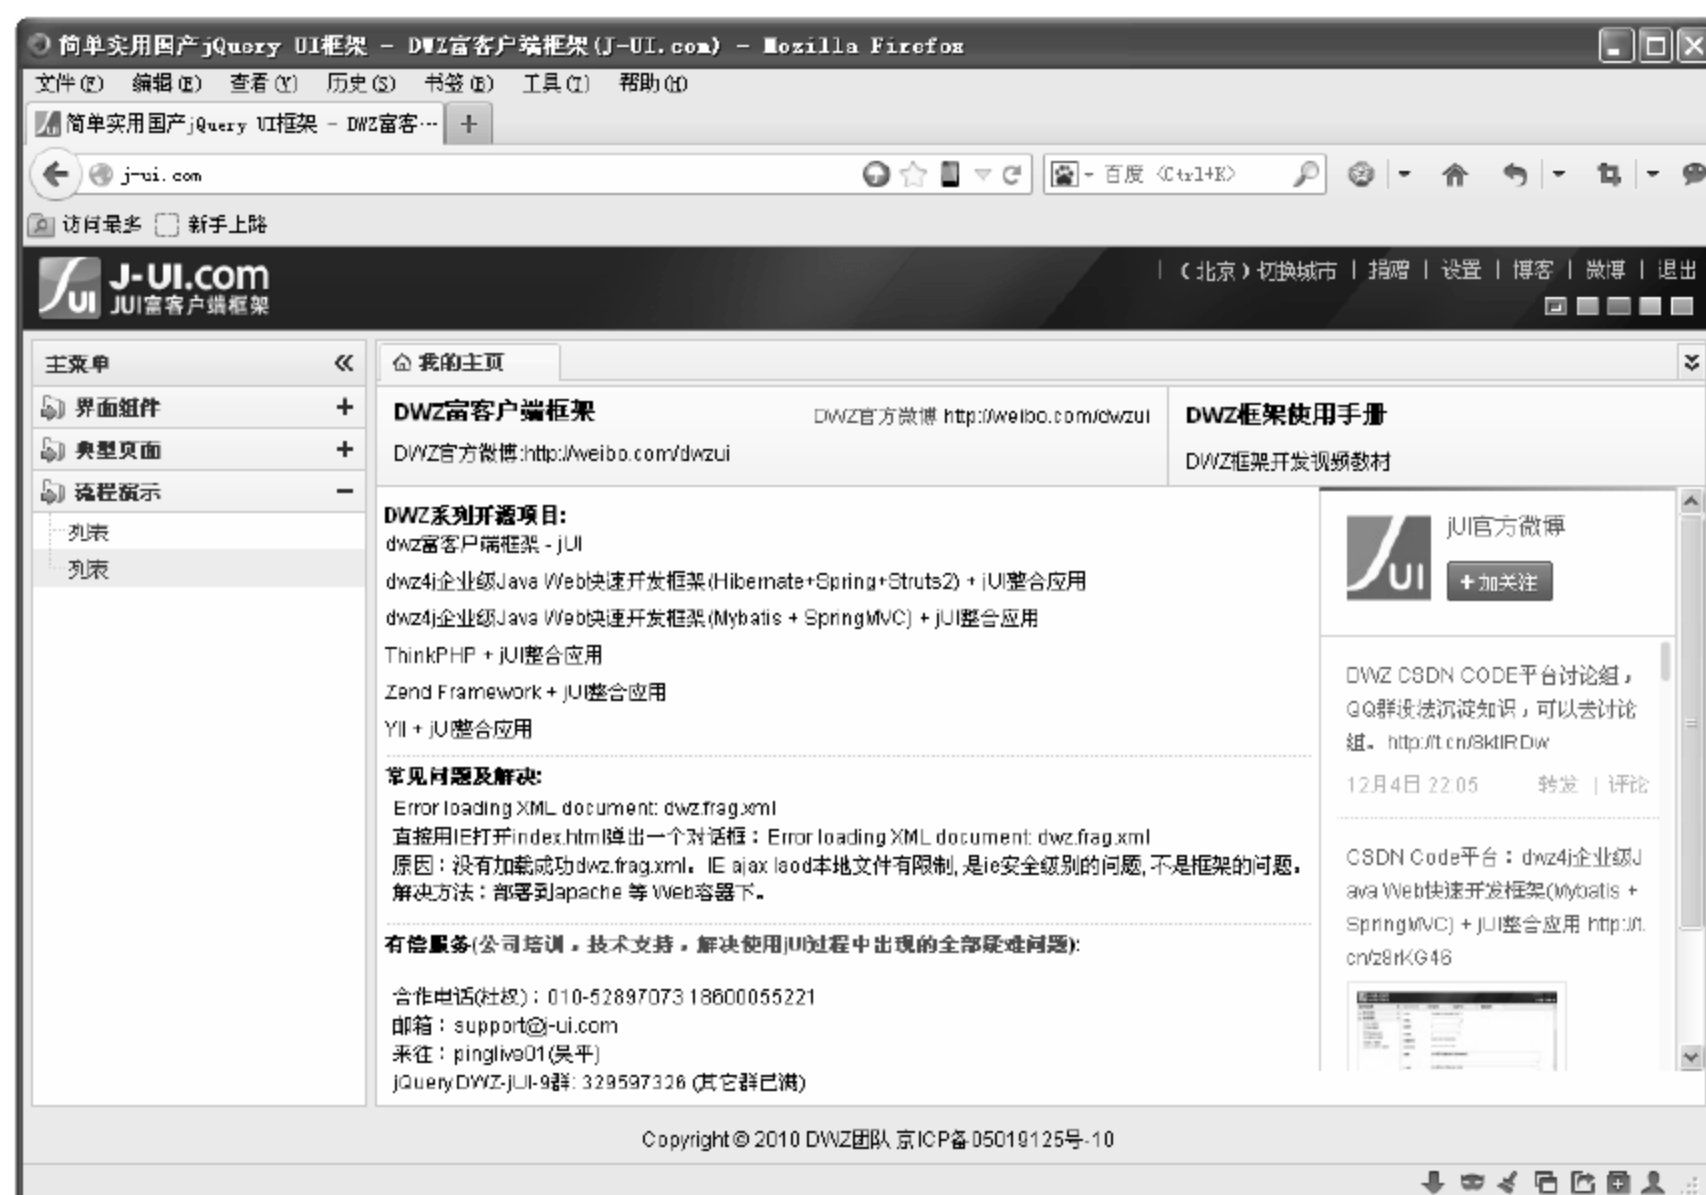 简单实用国产jQuery UI框架 - DWZ富客户端框架(J-UI.com) - Mozilla Firefox
文件(F) 编辑(E) 查看(V) 历史(S) 书签(B) 工具(T) 帮助(H)
简单实用国产jQuery UI框架 - DWZ富客… +
j-ui.com 百度 <Ctrl+K>
访问最多 新手上路
J-UI.com
JUI富客户端框架
| (北京)切换城市 | 捐赠 | 设置 | 博客 | 微博 | 退出
主菜单
界面组件
典型页面
流程演示
列表
列表
我的主页
DWZ富客户端框架 DWZ官方微博 http://weibo.com/dwzui
DWZ官方微博:http://weibo.com/dwzui
DWZ框架使用手册
DWZ框架开发视频教材
DWZ系列开源项目:
dwz富客户端框架 - jUI
dwz4j企业级Java Web快速开发框架(Hibernate+Spring+Struts2) + jUI整合应用
dwz4j企业级Java Web快速开发框架(Mybatis + SpringMVC) + jUI整合应用
ThinkPHP + jUI整合应用
Zend Framework + jUI整合应用
YII + jUI整合应用
常见问题及解决:
Error loading XML document: dwz.frag.xml
直接用IE打开index.html弹出一个对话框：Error loading XML document: dwz.frag.xml
原因：没有加载成功dwz.frag.xml。IE ajax laod本地文件有限制, 是ie安全级别的问题, 不是框架的问题。
解决方法：部署到apache 等 Web容器下。
有偿服务(公司培训，技术支持，解决使用jUI过程中出现的全部疑难问题):
合作电话(杜权)：010-52897073 18600055221
邮箱：support@j-ui.com
来往：pinglive01(吴平)
jQuery DWZ-jUI-9群: 329597326 (其它群已满)
jUI官方微博
+加关注
DWZ CSDN CODE平台讨论组，
QQ群没法沉淀知识，可以去讨论
组。 http://t.cn/8ktIRDw
12月4日 22:05 转发 | 评论
CSDN Code平台：dwz4j企业级J
ava Web快速开发框架(Mybatis +
SpringMVC) + jUI整合应用 http://t.
cn/z8rKG46
Copyright © 2010 DWZ团队 京ICP备05019125号-10